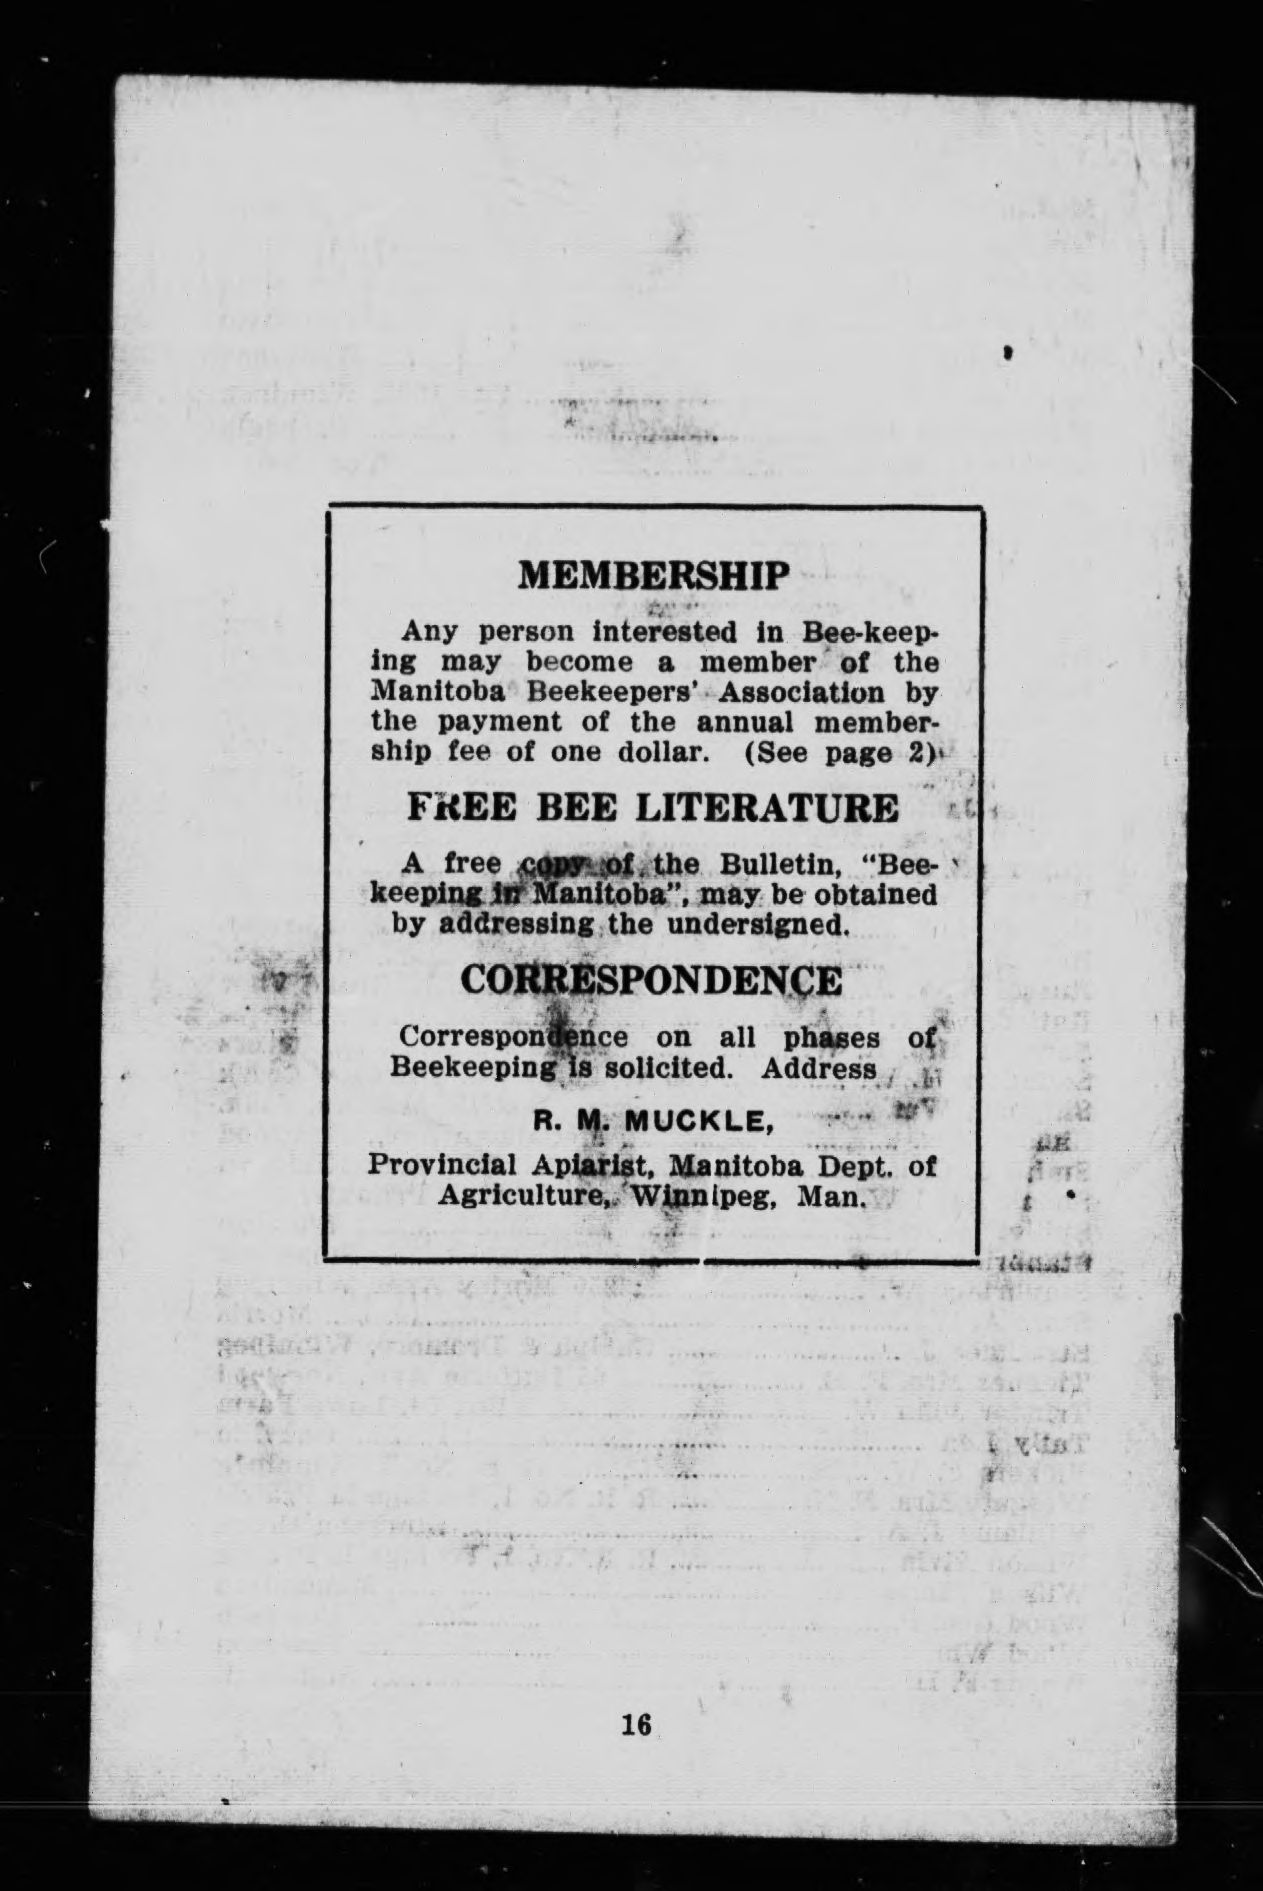 MEMBERSHIP
Any person interested in Bee-keep-
ing may become a member of the
Manitoba Beekeepers' Association by
the payment of the annual member-
ship fee of one dollar. (See page 2)
FREE BEE LITERATURE
A free copy of the Bulletin, "Bee-
keeping in Manitoba", may be obtained
by addressing the undersigned.
CORRESPONDENCE
Correspondence on all phases of
Beekeeping is solicited. Address
R. M. MUCKLE,
Provincial Apiarist, Manitoba Dept. of
Agriculture, Winnipeg, Man.
16